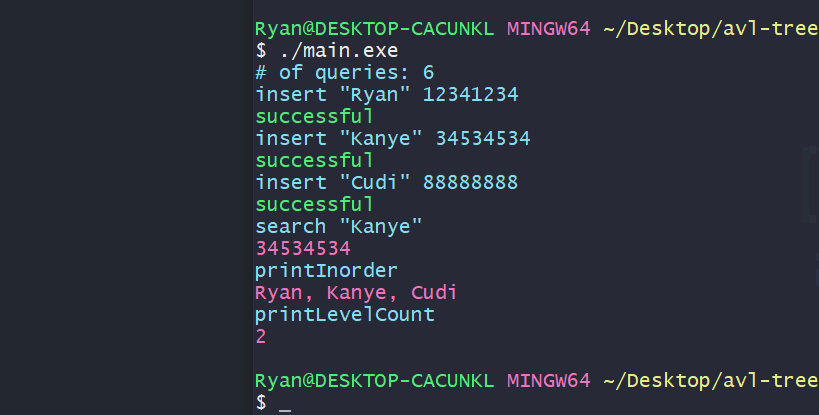 Ryan@DESKTOP-CACUNKL MINGW64 ~/Desktop/avl-tree
$ ./main.exe
# of queries: 6
insert "Ryan" 12341234
successful
insert "Kanye" 34534534
successful
insert "Cudi" 88888888
successful
search "Kanye"
34534534
printInorder
Ryan, Kanye, Cudi
printLevelCount
2
Ryan@DESKTOP-CACUNKL MINGW64 ~/Desktop/avl-tree
$ _